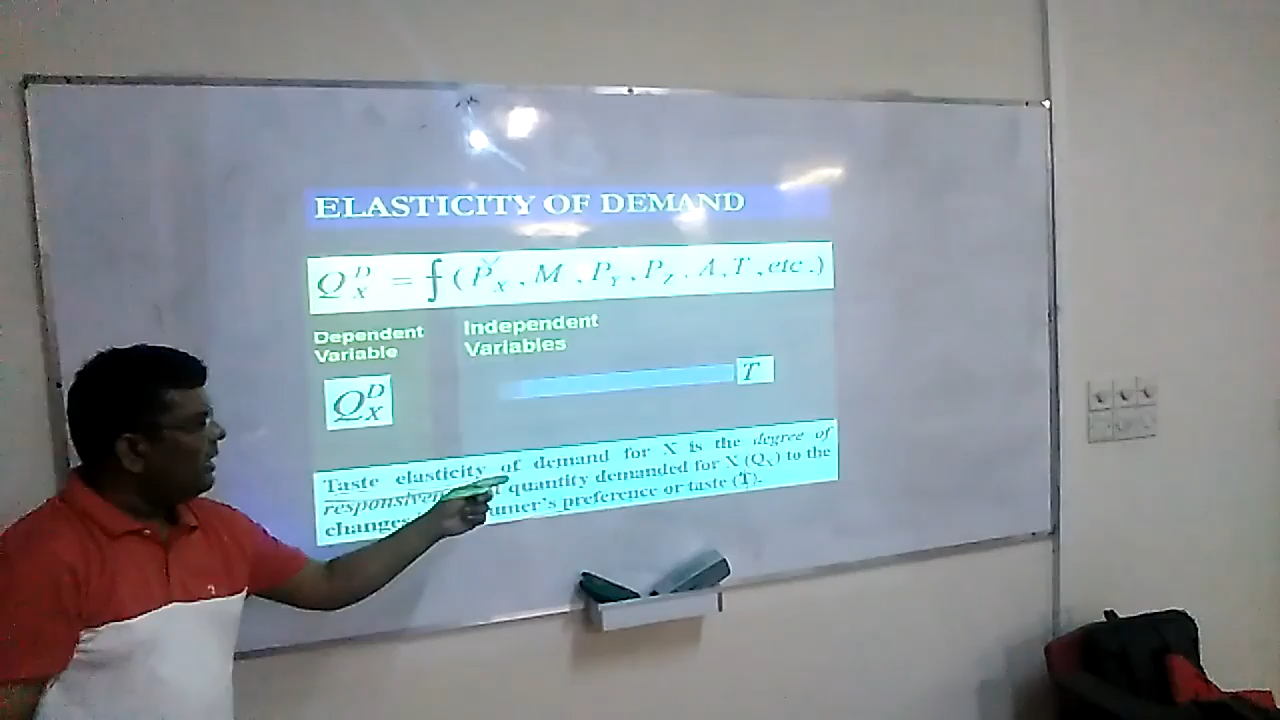 ELASTICITY OF DEMAND
Q_X^D = f (P_X, M, P_Y, P_Z, A, T, etc.)
Dependent
Variable
Independent
Variables
Q_X^D
T
Taste elasticity of demand for X is the degree of
quantity demanded for X (Q_X) to the
preference or taste (T).